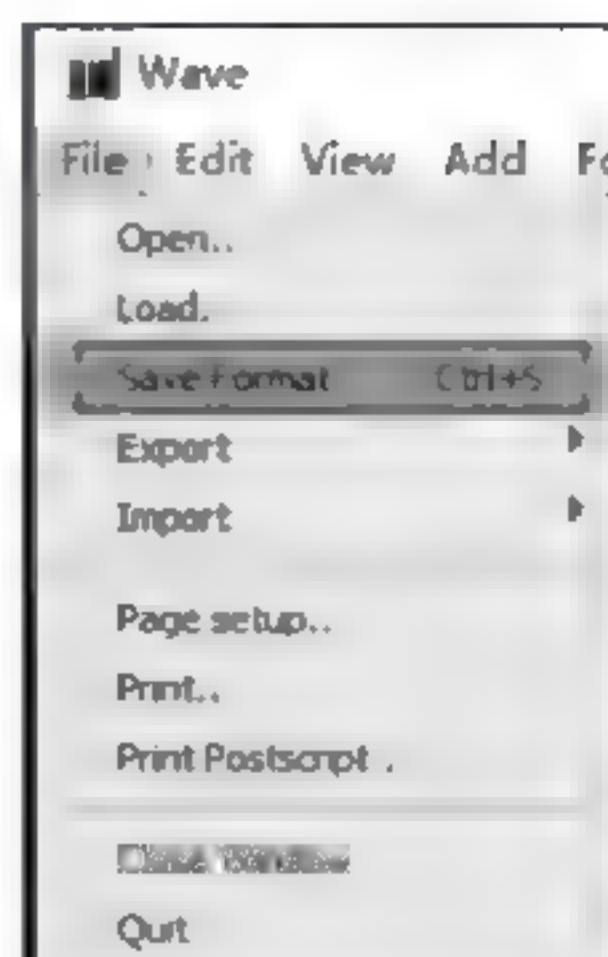 Wave
File Edit View Add
Open..
Load.
Save Format Ctrl+S
Export
Import
Page setup..
Print..
Print Postscript .
Quit